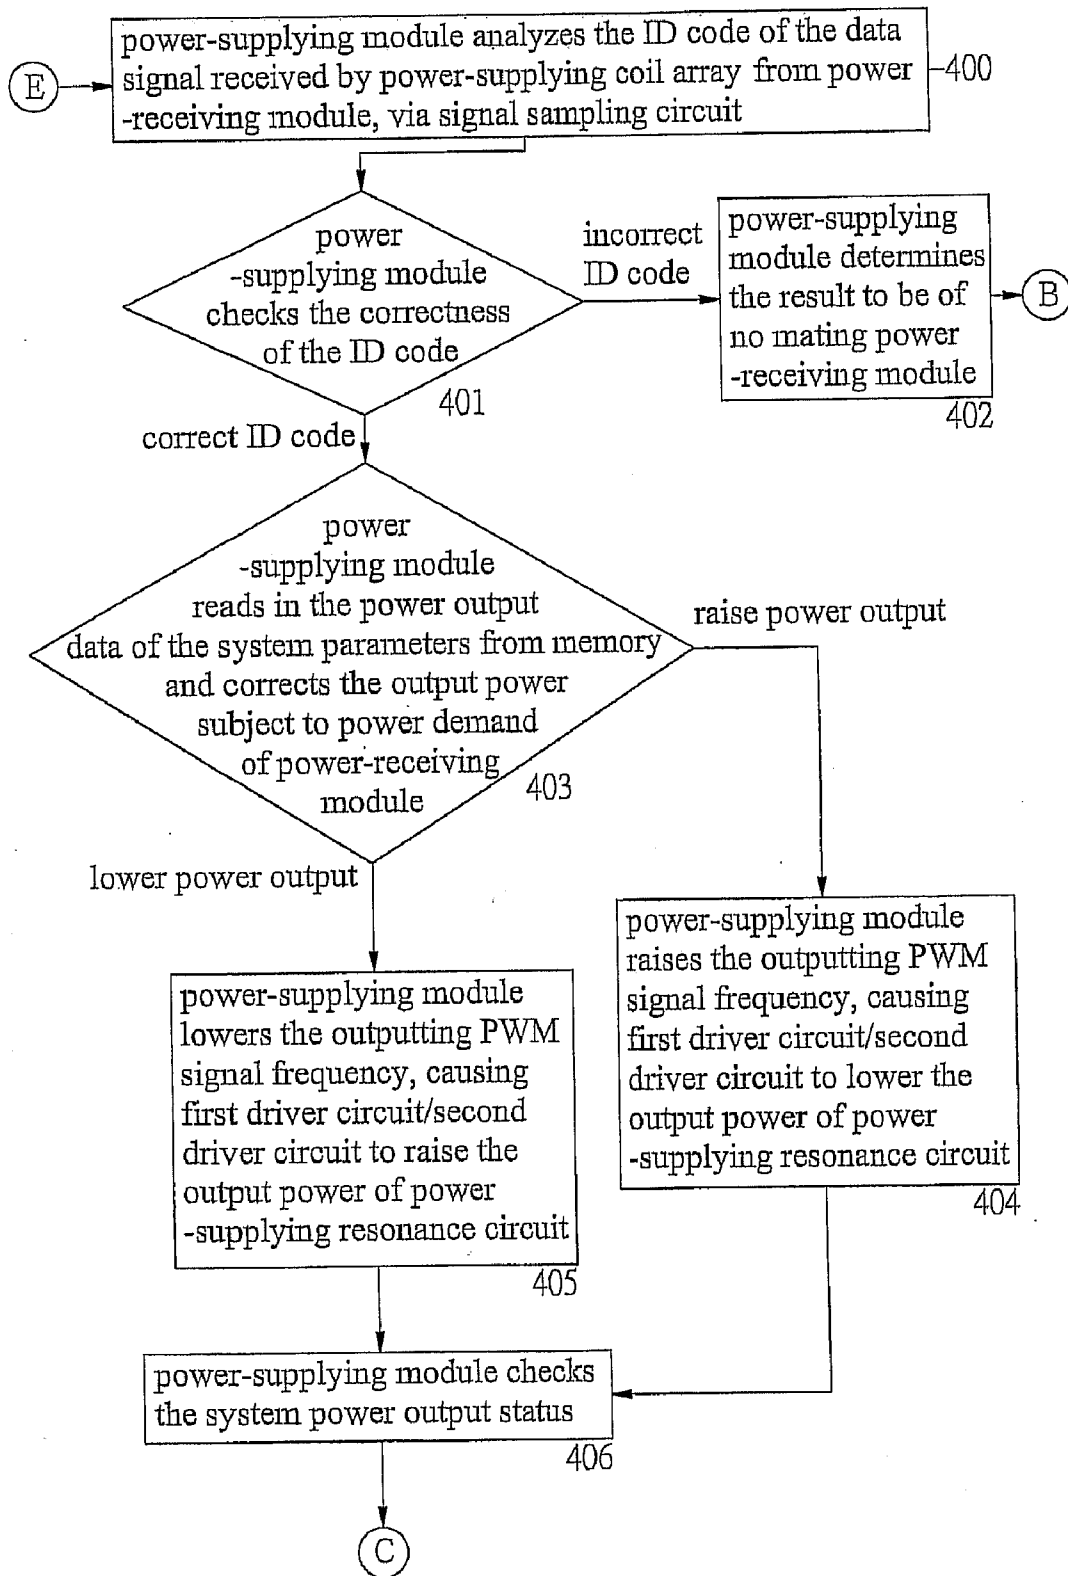 power-supplying module analyzes the ID code of the data
signal received by power-supplying coil array from power
-receiving module, via signal sampling circuit
400
E
power
-supplying module
checks the correctness
of the ID code
401
incorrect
ID code
power-supplying
module determines
the result to be of
no mating power
-receiving module
402
B
correct ID code
power
-supplying module
reads in the power output
data of the system parameters from memory
and corrects the output power
subject to power demand
of power-receiving
module
403
raise power output
lower power output
power-supplying module
raises the outputting PWM
signal frequency, causing
first driver circuit/second
driver circuit to lower the
output power of power
-supplying resonance circuit
404
power-supplying module
lowers the outputting PWM
signal frequency, causing
first driver circuit/second
driver circuit to raise the
output power of power
-supplying resonance circuit
405
power-supplying module checks
the system power output status
406
C